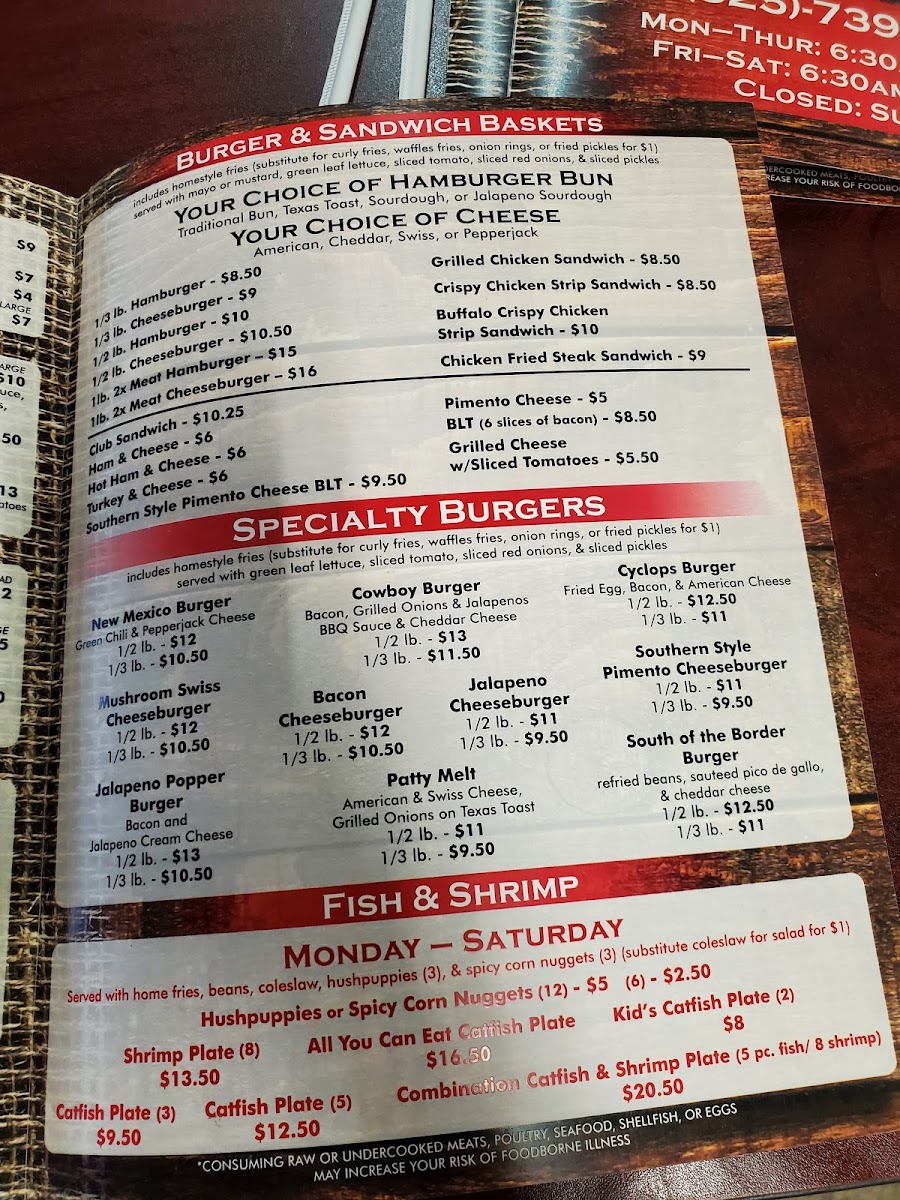 25)-739
MON–THUR: 6:30
FRI–SAT: 6:30AM
CLOSED: SU
$9
$7
$4
LARGE
$7
$10
50
13
atoes
BURGER & SANDWICH BASKETS
includes homestyle fries (substitute for curly fries, waffles fries, onion rings, or fried pickles for $1)
served with mayo or mustard, green leaf lettuce, sliced tomato, sliced red onions, & sliced pickles
YOUR CHOICE OF HAMBURGER BUN
Traditional Bun, Texas Toast, Sourdough, or Jalapeno Sourdough
YOUR CHOICE OF CHEESE
American, Cheddar, Swiss, or Pepperjack
1/3 lb. Hamburger - $8.50
1/3 lb. Cheeseburger - $9
1/2 lb. Hamburger - $10
1/2 lb. Cheeseburger - $10.50
1lb. 2x Meat Hamburger – $15
1lb. 2x Meat Cheeseburger – $16
Grilled Chicken Sandwich - $8.50
Crispy Chicken Strip Sandwich - $8.50
Buffalo Crispy Chicken
Strip Sandwich - $10
Chicken Fried Steak Sandwich - $9
Club Sandwich - $10.25
Ham & Cheese - $6
Hot Ham & Cheese - $6
Turkey & Cheese - $6
Southern Style Pimento Cheese BLT - $9.50
Pimento Cheese - $5
BLT (6 slices of bacon) - $8.50
Grilled Cheese
w/Sliced Tomatoes - $5.50
SPECIALTY BURGERS
includes homestyle fries (substitute for curly fries, waffles fries, onion rings, or fried pickles for $1)
served with green leaf lettuce, sliced tomato, sliced red onions, & sliced pickles
New Mexico Burger
Green Chili & Pepperjack Cheese
1/2 lb. - $12
1/3 lb. - $10.50
Cowboy Burger
Bacon, Grilled Onions & Jalapenos
BBQ Sauce & Cheddar Cheese
1/2 lb. - $13
1/3 lb. - $11.50
Cyclops Burger
Fried Egg, Bacon, & American Cheese
1/2 lb. - $12.50
1/3 lb. - $11
Mushroom Swiss
Cheeseburger
1/2 lb. - $12
1/3 lb. - $10.50
Bacon
Cheeseburger
1/2 lb. - $12
1/3 lb. - $10.50
Jalapeno
Cheeseburger
1/2 lb. - $11
1/3 lb. - $9.50
Southern Style
Pimento Cheeseburger
1/2 lb. - $11
1/3 lb. - $9.50
Jalapeno Popper
Burger
Bacon and
Jalapeno Cream Cheese
1/2 lb. - $13
1/3 lb. - $10.50
Patty Melt
American & Swiss Cheese,
Grilled Onions on Texas Toast
1/2 lb. - $11
1/3 lb. - $9.50
South of the Border
Burger
refried beans, sauteed pico de gallo,
& cheddar cheese
1/2 lb. - $12.50
1/3 lb. - $11
FISH & SHRIMP
MONDAY – SATURDAY
Served with home fries, beans, coleslaw, hushpuppies (3), & spicy corn nuggets (3) (substitute coleslaw for salad for $1)
Hushpuppies or Spicy Corn Nuggets (12) - $5 (6) - $2.50
Shrimp Plate (8)
$13.50
All You Can Eat Catfish Plate
$16.50
Kid's Catfish Plate (2)
$8
Catfish Plate (3)
$9.50
Catfish Plate (5)
$12.50
Combination Catfish & Shrimp Plate (5 pc. fish/ 8 shrimp)
$20.50
*CONSUMING RAW OR UNDERCOOKED MEATS, POULTRY, SEAFOOD, SHELLFISH, OR EGGS
MAY INCREASE YOUR RISK OF FOODBORNE ILLNESS